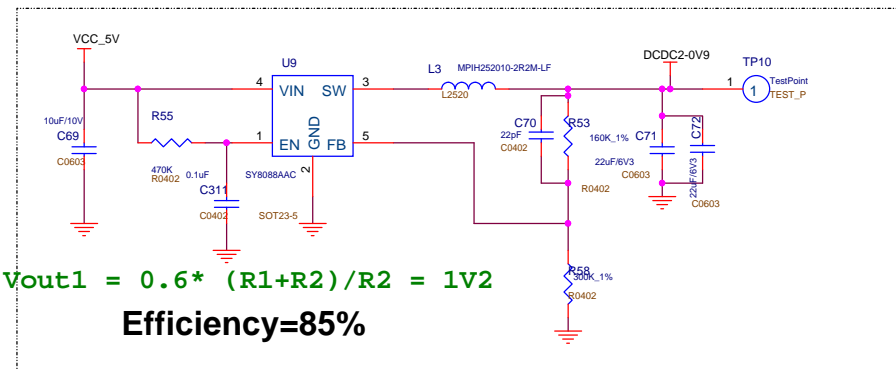 VCC_5V
DCDC2-0V9
TP10
U9
L3 MPIH252010-2R2M-LF
L2520
4 VIN SW 3
1 1 TestPoint
TEST_P
10uF/10V
C69
C0603
R55
470K
R0402
0.1uF
C311
C0402
1 EN GND FB 5
2
SY8088AAC
SOT23-5
C70
22pF
C0402
R53
160K_1%
R0402
C71
22uF/6V3
C0603
C72
22uF/6V3
C0603
Vout1 = 0.6* (R1+R2)/R2 = 1V2
R58
300K_1%
R0402
Efficiency=85%